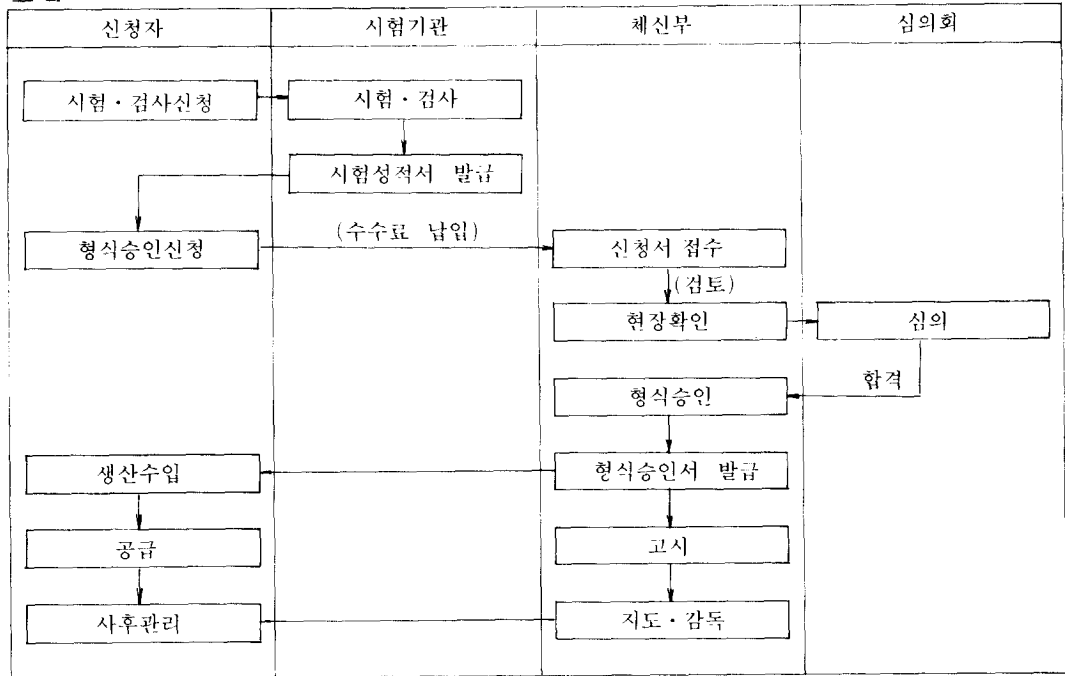 신청자 시험기관 체신부 심의회
시험·검사신청 시험·검사
시험성적서 발급
(수수료 납입)
형식승인신청 신청서 접수
(검토)
현장확인 심의
합격
형식승인
생산수입 형식승인서 발급
공급 고시
사후관리 지도·감독